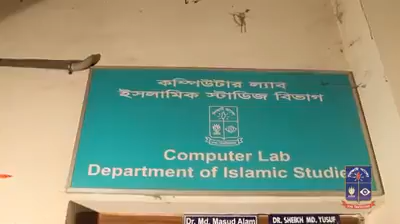 কম্পিউটার ল্যাব
ইসলামিক স্টাডিজ বিভাগ
Computer Lab
Department of Islamic Studie
Dr. Md. Masud Alam
DR. SHEIKH MD. YUSUF